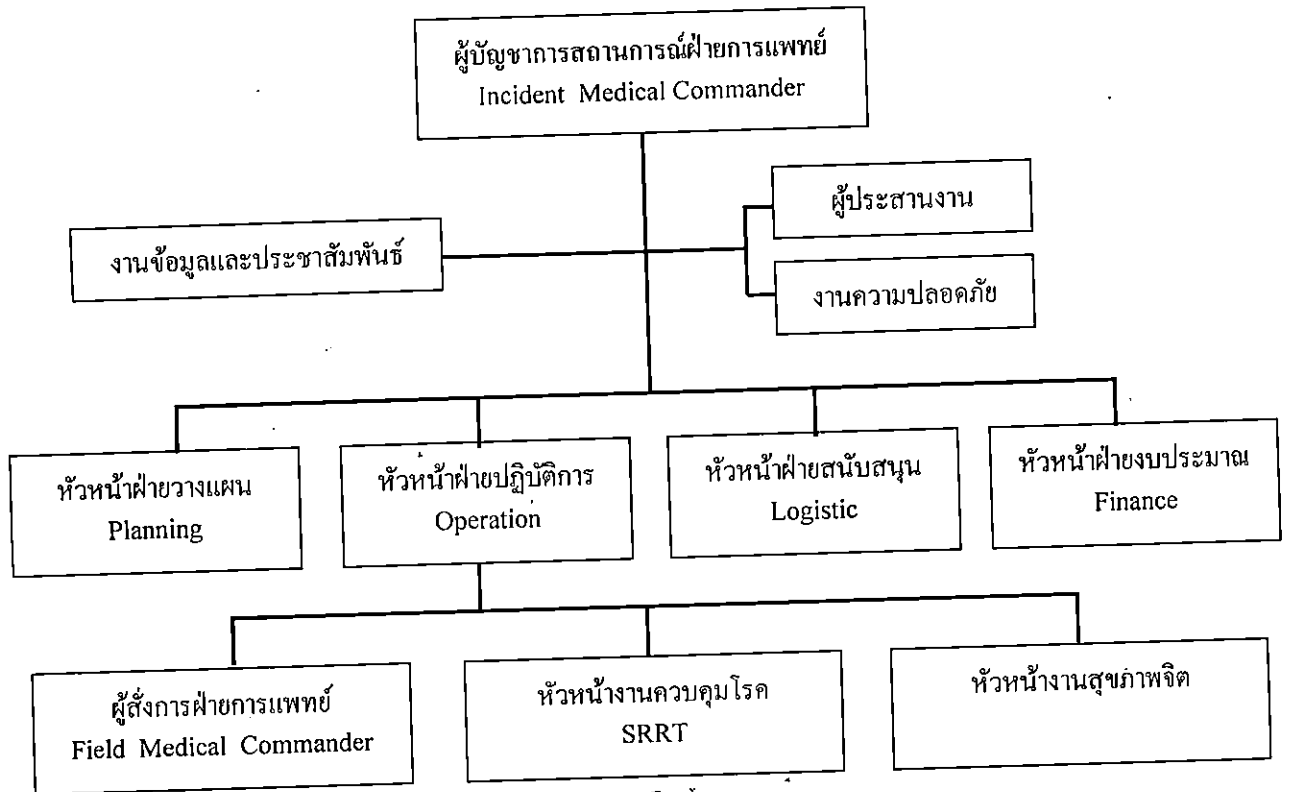 ผู้บัญชาการสถานการณ์ฝ่ายการแพทย์
Incident Medical Commander
ผู้ประสานงาน
งานข้อมูลและประชาสัมพันธ์
งานความปลอดภัย
หัวหน้าฝ่ายวางแผน
Planning
หัวหน้าฝ่ายปฏิบัติการ
Operation
หัวหน้าฝ่ายสนับสนุน
Logistic
หัวหน้าฝ่ายงบประมาณ
Finance
ผู้สั่งการฝ่ายการแพทย์
Field Medical Commander
หัวหน้างานควบคุมโรค
SRRT
หัวหน้างานสุขภาพจิต